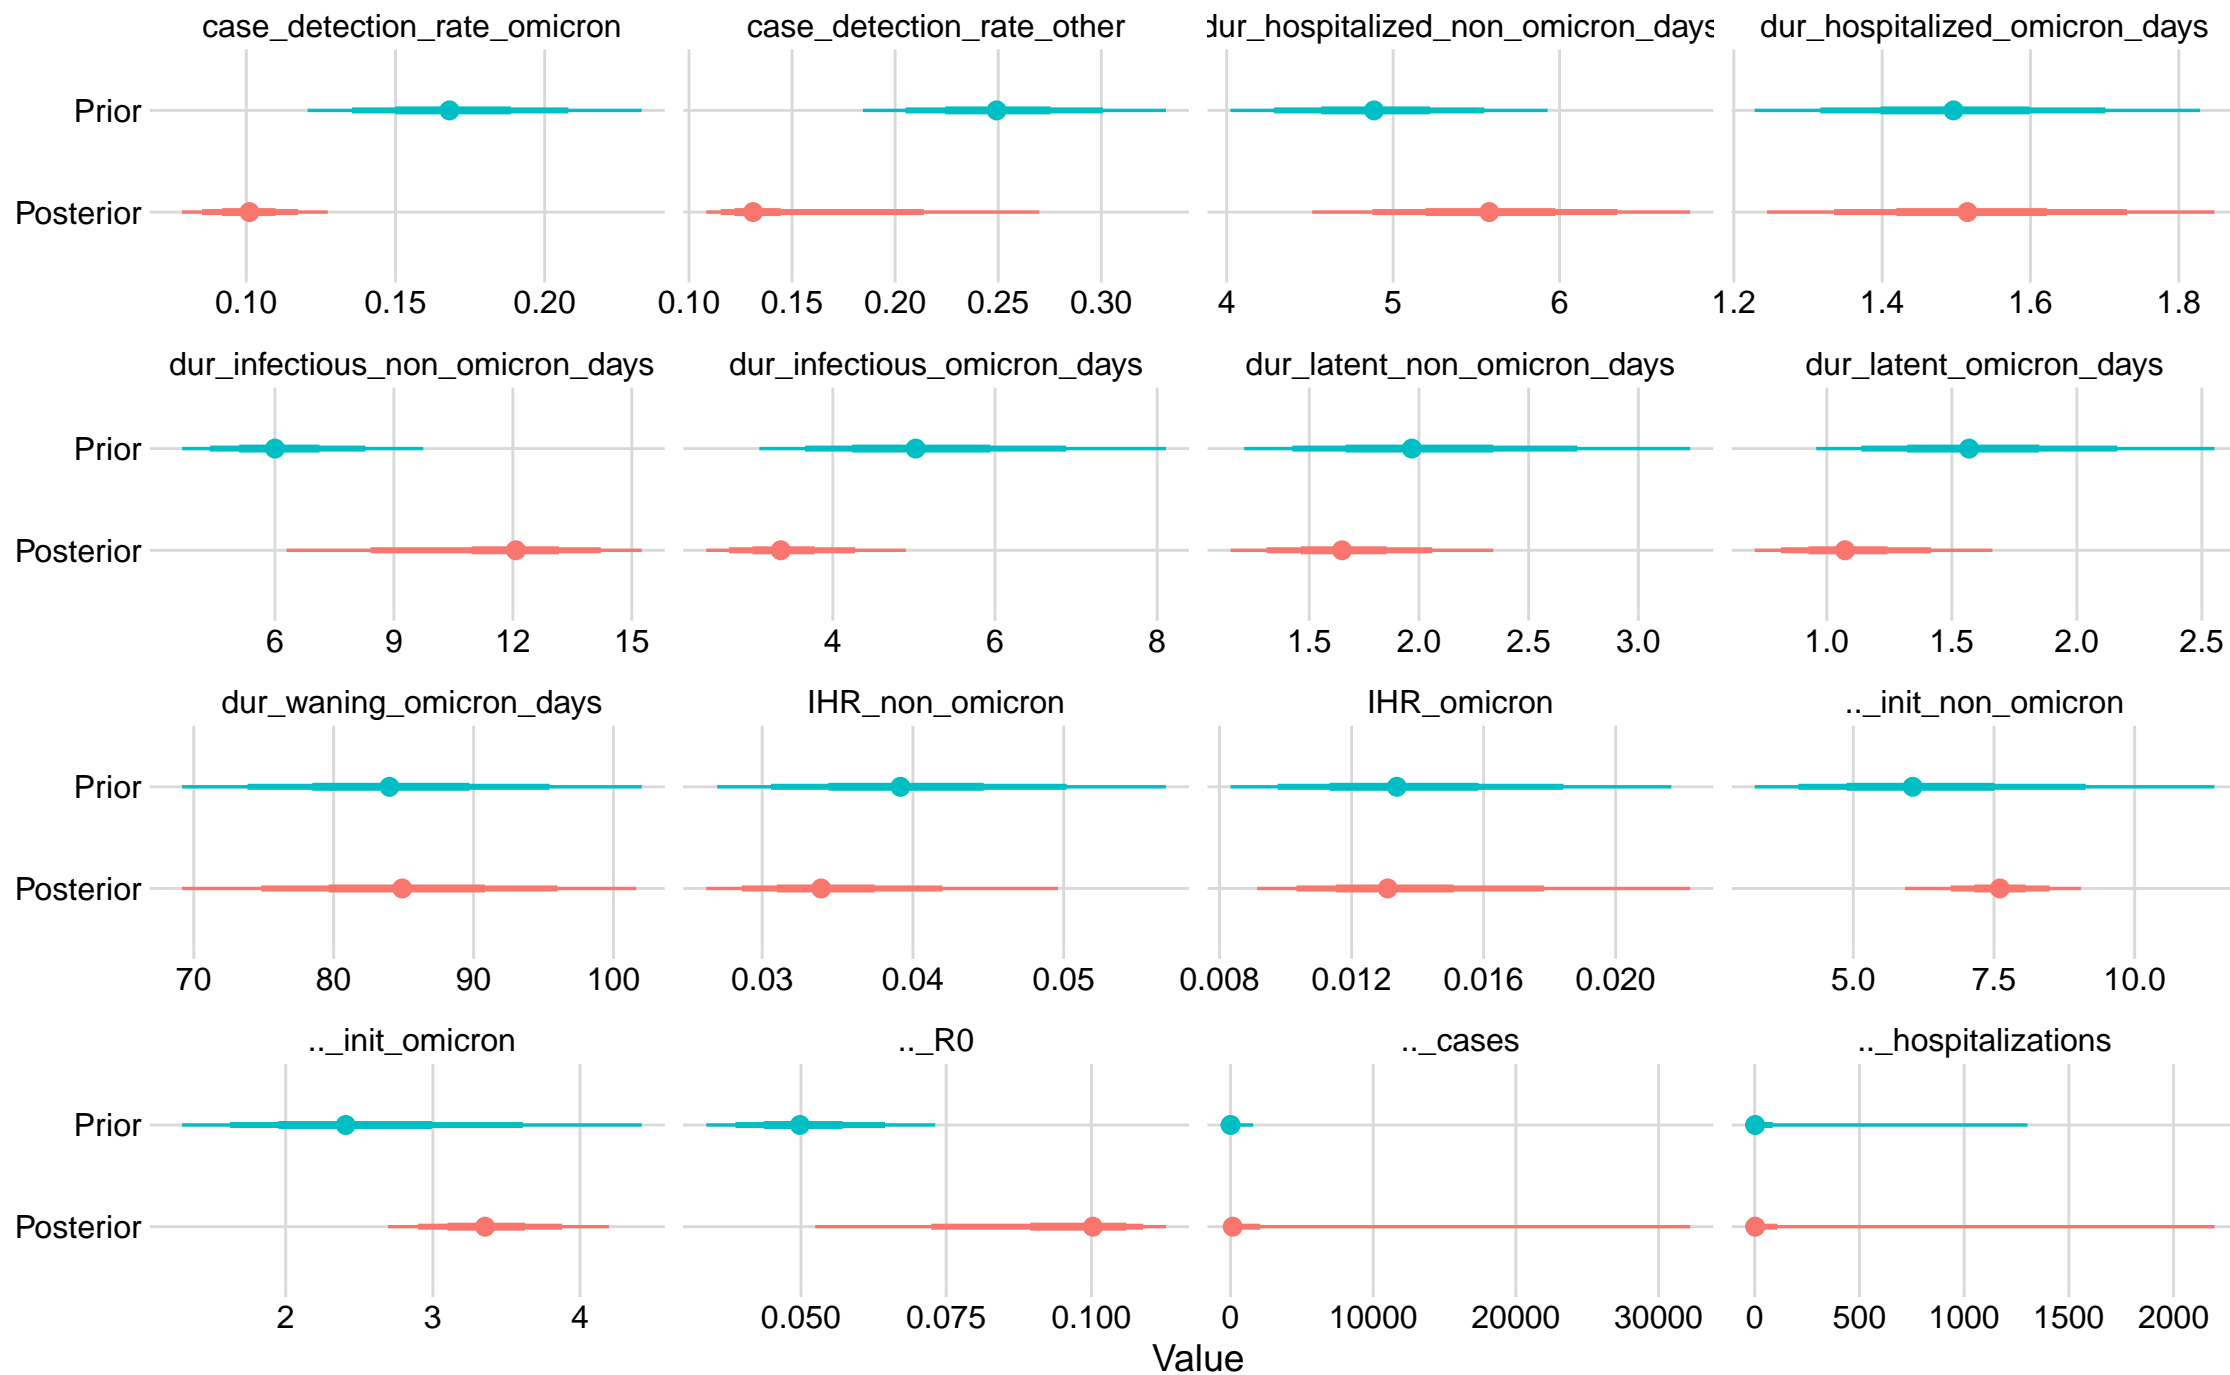 case_detection_rate_omicron case_detection_rate_other dur_hospitalized_non_omicron_days dur_hospitalized_omicron_days
Prior
Posterior
0.10 0.15 0.20 0.10 0.15 0.20 0.25 0.30 4 5 6 1.2 1.4 1.6 1.8
dur_infectious_non_omicron_days dur_infectious_omicron_days dur_latent_non_omicron_days dur_latent_omicron_days
Prior
Posterior
6 9 12 15 4 6 8 1.5 2.0 2.5 3.0 1.0 1.5 2.0 2.5
dur_waning_omicron_days IHR_non_omicron IHR_omicron .._init_non_omicron
Prior
Posterior
70 80 90 100 0.03 0.04 0.05 0.008 0.012 0.016 0.020 5.0 7.5 10.0
.._init_omicron .._R0 .._cases .._hospitalizations
Prior
Posterior
2 3 4 0.050 0.075 0.100 0 10000 20000 30000 0 500 1000 1500 2000
Value